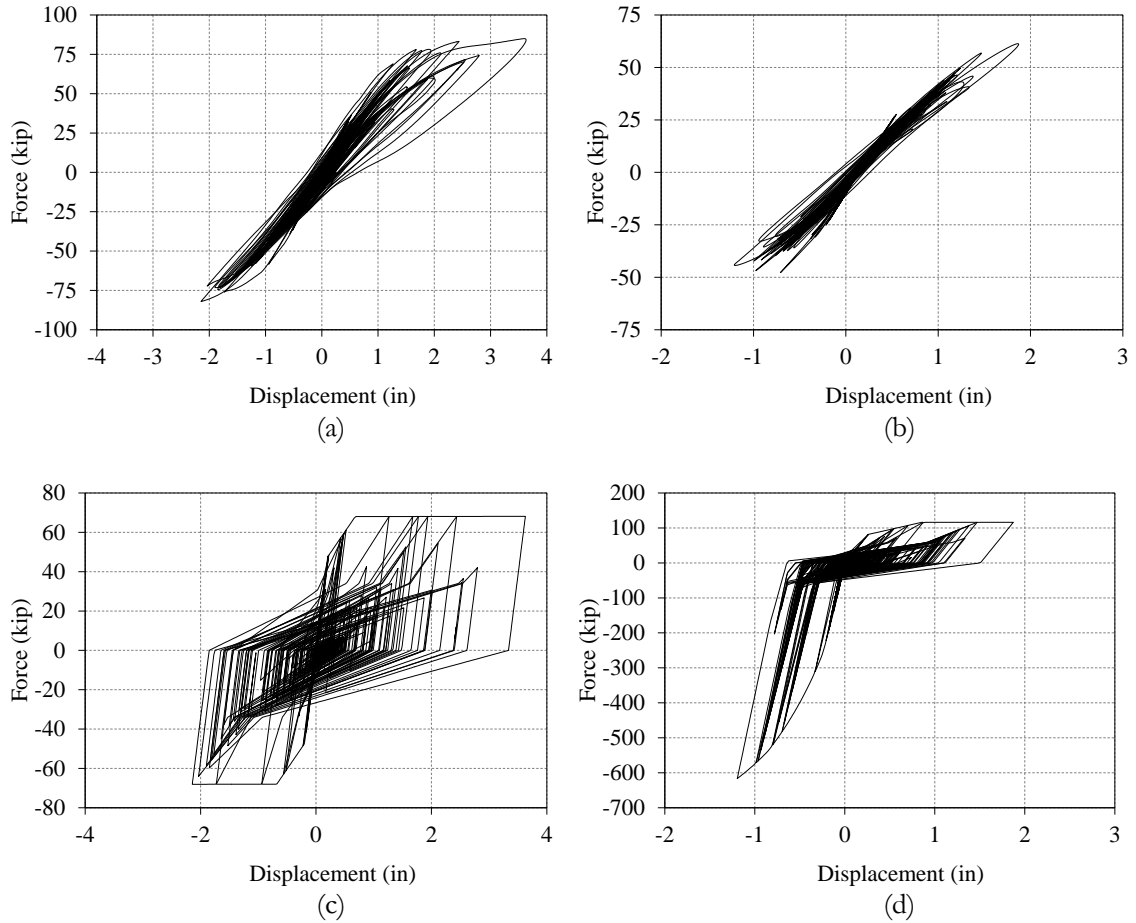 100
75
50
25
0
-25
-50
-75
-100
Force (kip)
-4 -3 -2 -1 0 1 2 3 4
Displacement (in)
(a)
75
50
25
0
-25
-50
-75
Force (kip)
-2 -1 0 1 2 3
Displacement (in)
(b)
80
60
40
20
0
-20
-40
-60
-80
Force (kip)
-4 -2 0 2 4
Displacement (in)
(c)
200
100
0
-100
-200
-300
-400
-500
-600
-700
Force (kip)
-2 -1 0 1 2 3
Displacement (in)
(d)